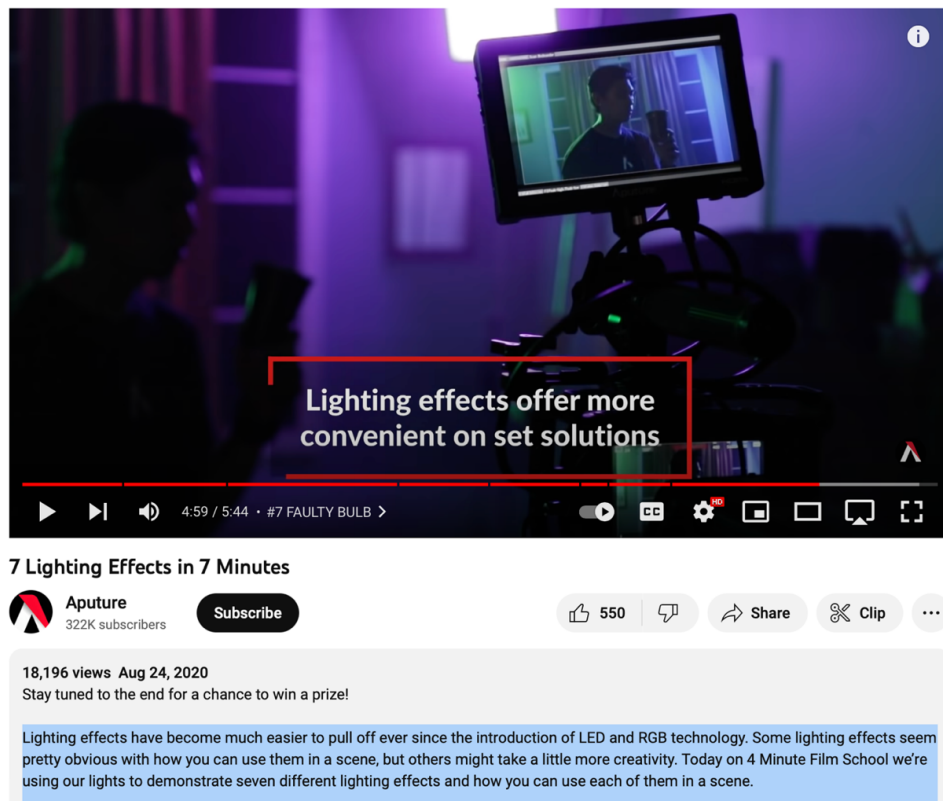 Lighting effects offer more
convenient on set solutions
4:59 / 5:44 • #7 FAULTY BULB >
CC
HD
7 Lighting Effects in 7 Minutes
Aputure
322K subscribers
Subscribe
550
Share
Clip
18,196 views Aug 24, 2020
Stay tuned to the end for a chance to win a prize!
Lighting effects have become much easier to pull off ever since the introduction of LED and RGB technology. Some lighting effects seem
pretty obvious with how you can use them in a scene, but others might take a little more creativity. Today on 4 Minute Film School we’re
using our lights to demonstrate seven different lighting effects and how you can use each of them in a scene.